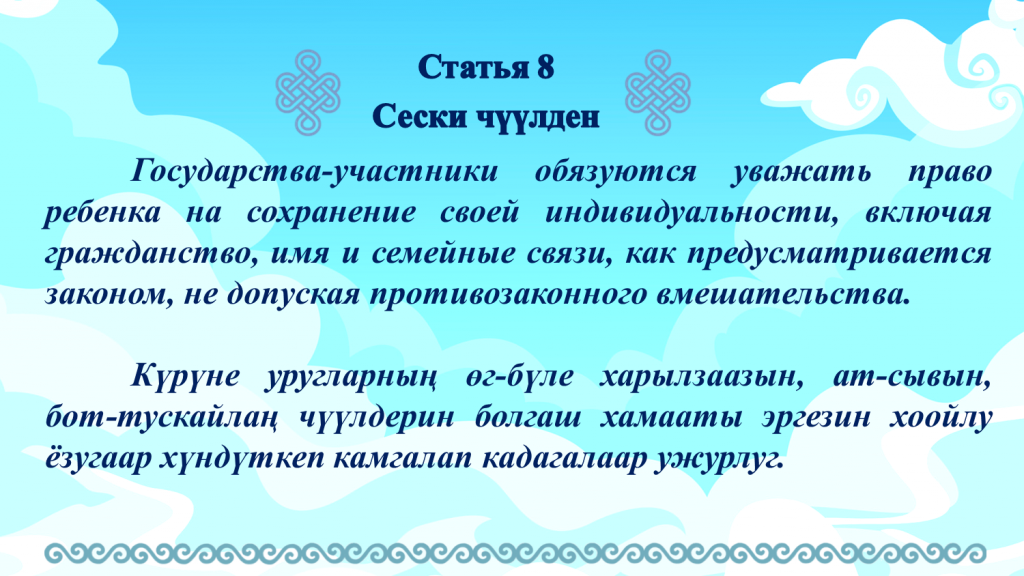 Статья 8
Сески чүүлден
Государства-участники обязуются уважать право
ребенка на сохранение своей индивидуальности, включая
гражданство, имя и семейные связи, как предусматривается
законом, не допуская противозаконного вмешательства.
Күрүне уругларның өг-бүле харылзаазын, ат-сывын,
бот-тускайлаң чүүлдерин болгаш хамааты эргезин хоойлу
ёзугаар хүндүткеп камгалап кадагалаар ужурлуг.